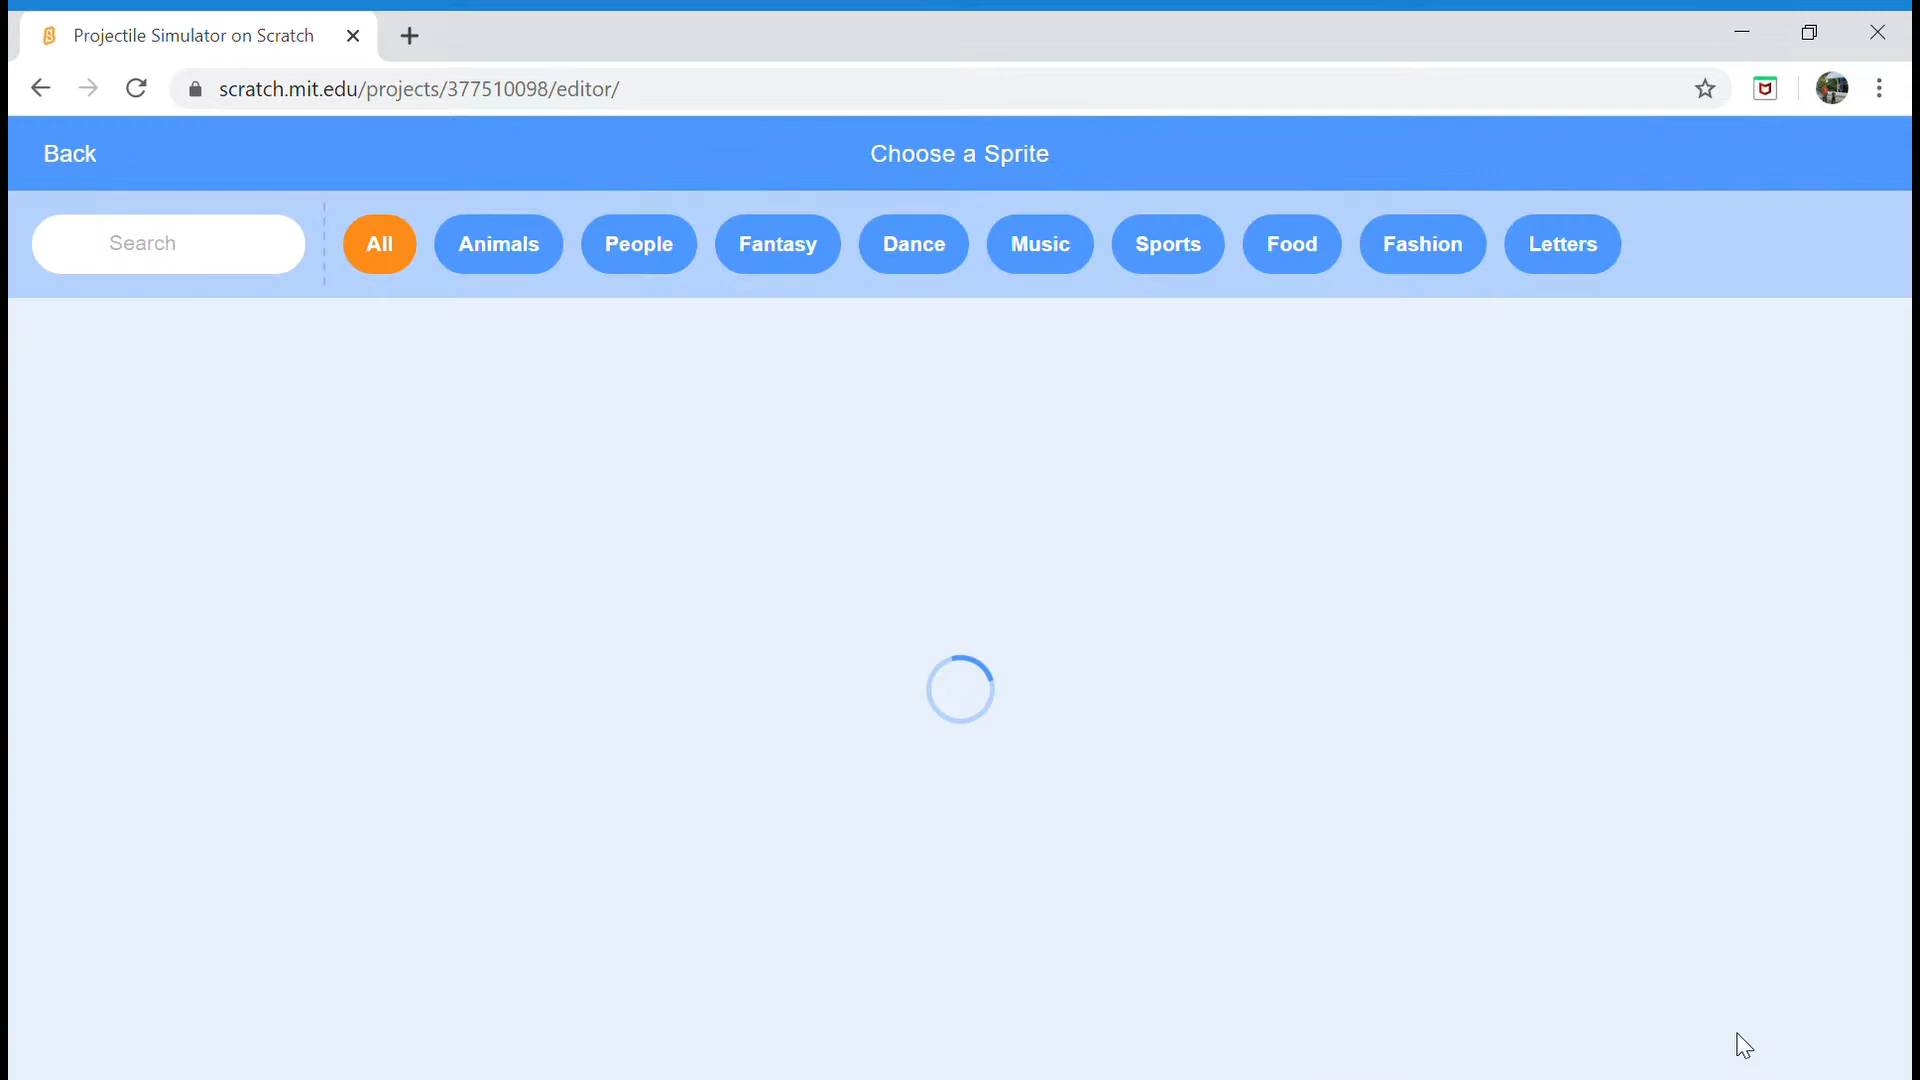 Projectile Simulator on Scratch
scratch.mit.edu/projects/377510098/editor/
Back
Choose a Sprite
Search
All
Animals
People
Fantasy
Dance
Music
Sports
Food
Fashion
Letters